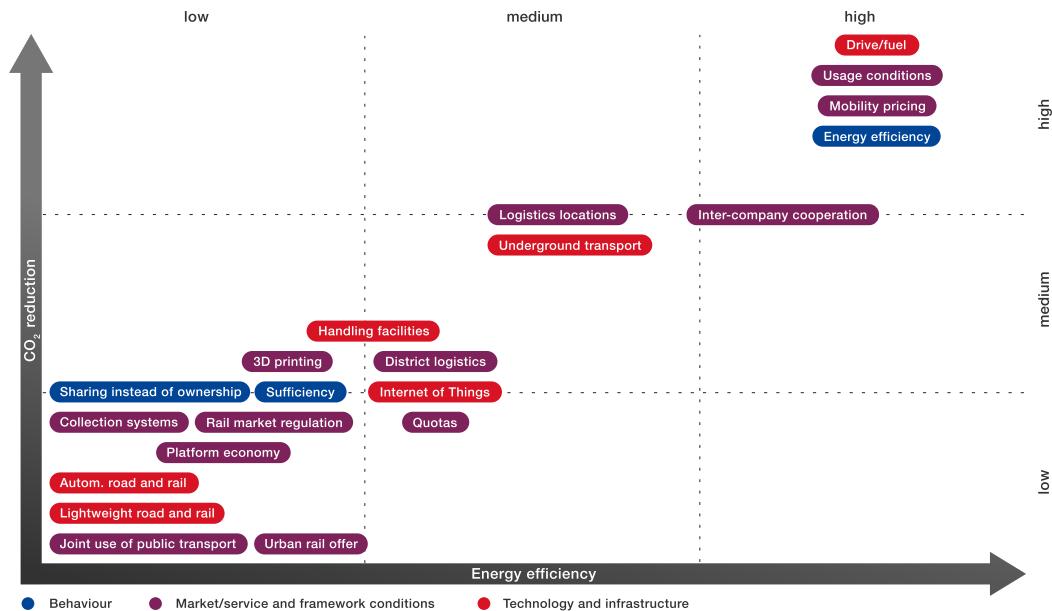 low medium high
Drive/fuel
Usage conditions
Mobility pricing
high
Energy efficiency
Logistics locations Inter-company cooperation
Underground transport
CO₂ reduction
medium
Handling facilities
3D printing District logistics
Sharing instead of ownership Sufficiency Internet of Things
Collection systems Rail market regulation Quotas
Platform economy
Autom. road and rail
low
Lightweight road and rail
Joint use of public transport Urban rail offer
Energy efficiency
Behaviour Market/service and framework conditions Technology and infrastructure